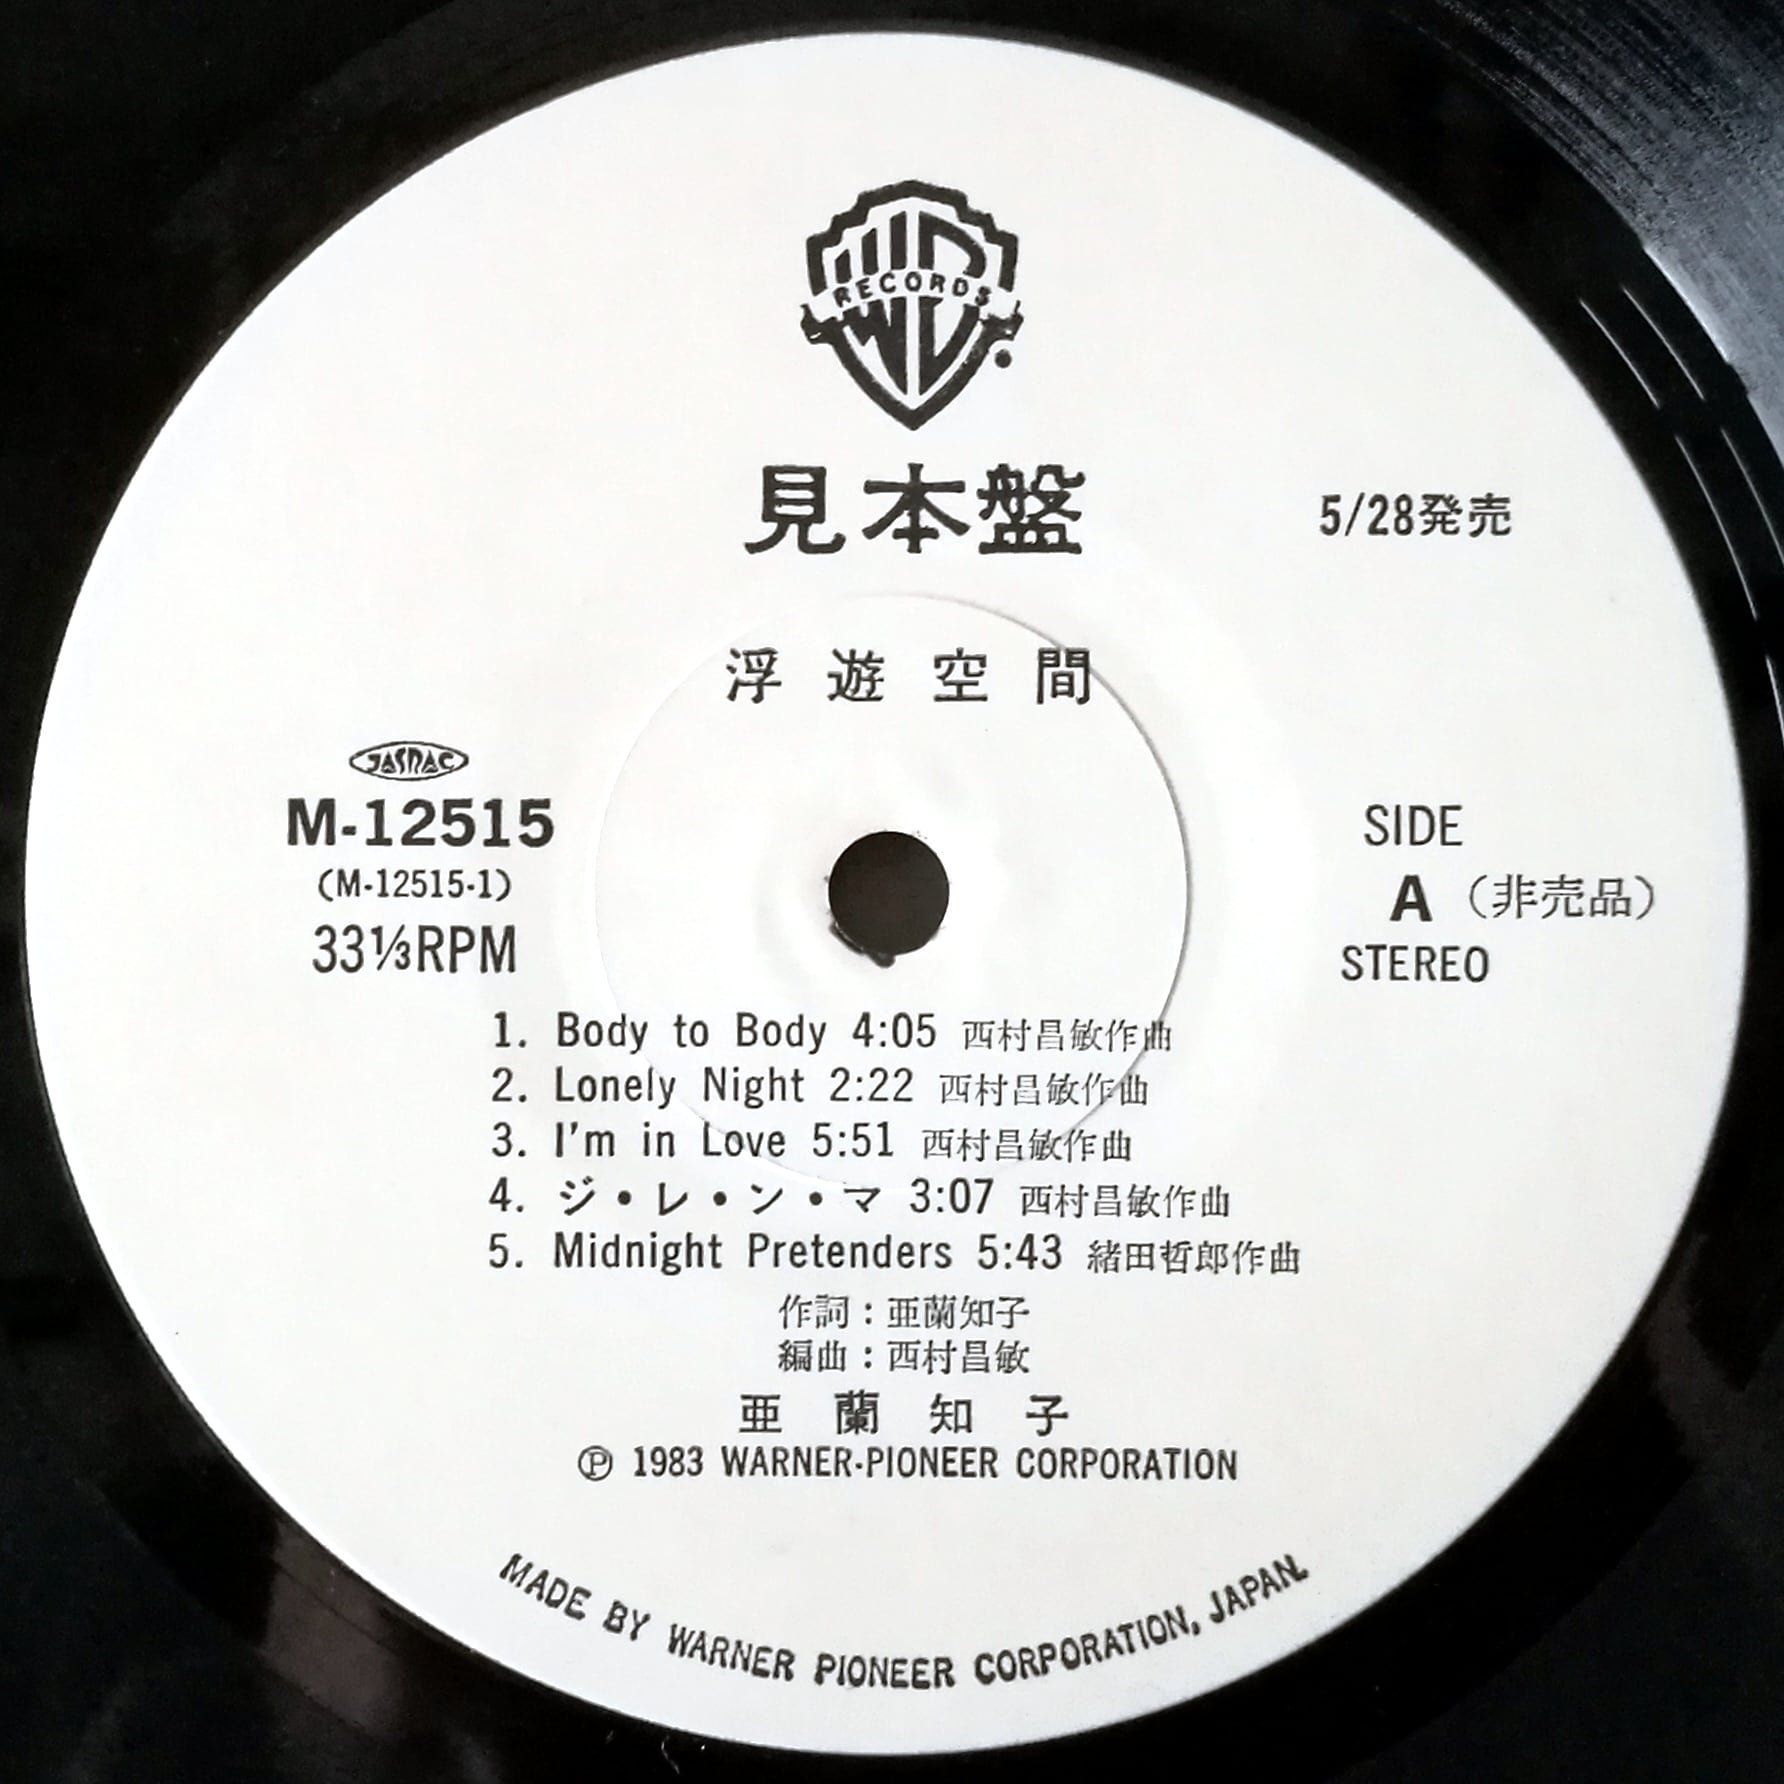 RECORDS
見本盤
5/28発売
浮遊空間
JASRAC
M-12515
(M-12515-1)
33⅓RPM
SIDE
A（非売品）
STEREO
1. Body to Body 4:05 西村昌敏作曲
2. Lonely Night 2:22 西村昌敏作曲
3. I'm in Love 5:51 西村昌敏作曲
4. ジ・レ・ン・マ 3:07 西村昌敏作曲
5. Midnight Pretenders 5:43 緒田哲郎作曲
作詞：亜蘭知子
編曲：西村昌敏
亜蘭知子
Ⓟ 1983 WARNER-PIONEER CORPORATION
MADE BY WARNER PIONEER CORPORATION, JAPAN.